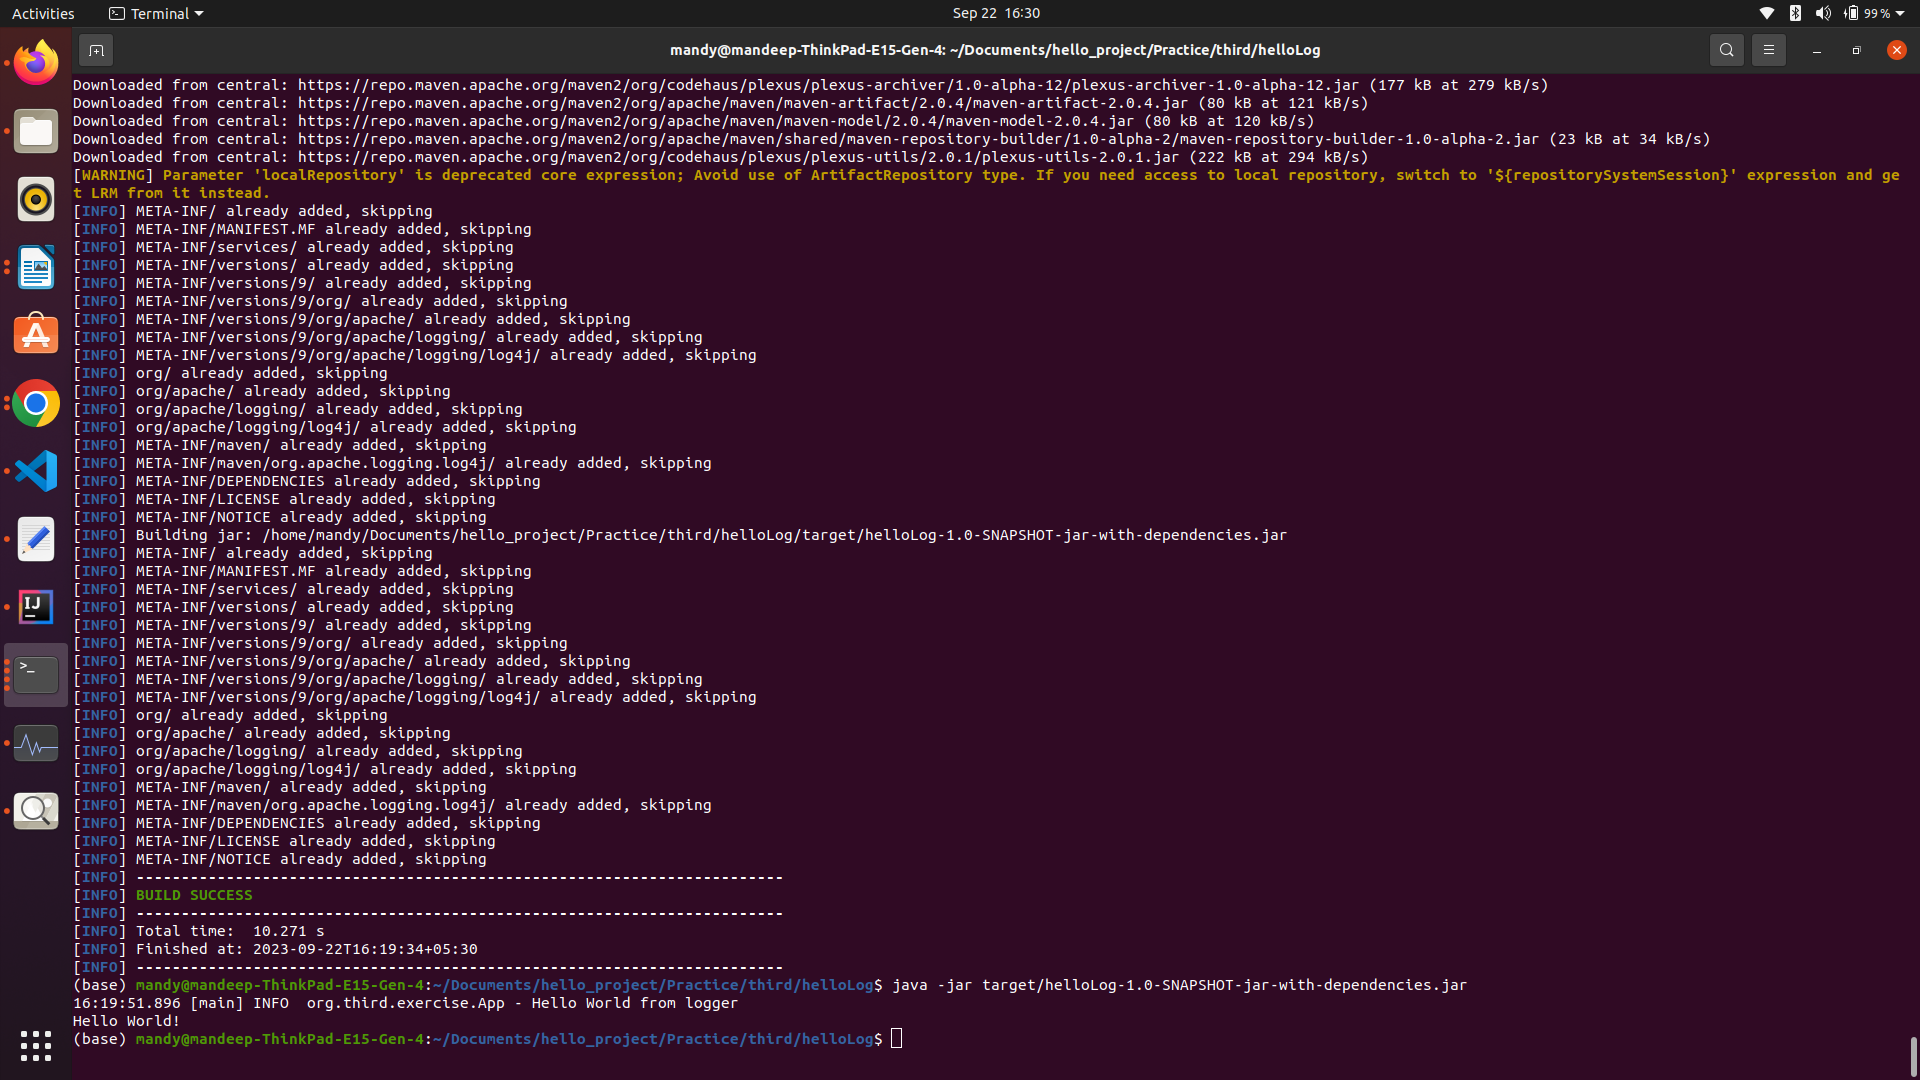 Activities
Terminal
Sep 22 16:30
99 %
mandy@mandeep-ThinkPad-E15-Gen-4: ~/Documents/hello_project/Practice/third/helloLog
Downloaded from central: https://repo.maven.apache.org/maven2/org/codehaus/plexus/plexus-archiver/1.0-alpha-12/plexus-archiver-1.0-alpha-12.jar (177 kB at 279 kB/s)
Downloaded from central: https://repo.maven.apache.org/maven2/org/apache/maven/maven-artifact/2.0.4/maven-artifact-2.0.4.jar (80 kB at 121 kB/s)
Downloaded from central: https://repo.maven.apache.org/maven2/org/apache/maven/maven-model/2.0.4/maven-model-2.0.4.jar (80 kB at 120 kB/s)
Downloaded from central: https://repo.maven.apache.org/maven2/org/apache/maven/shared/maven-repository-builder/1.0-alpha-2/maven-repository-builder-1.0-alpha-2.jar (23 kB at 34 kB/s)
Downloaded from central: https://repo.maven.apache.org/maven2/org/codehaus/plexus/plexus-utils/2.0.1/plexus-utils-2.0.1.jar (222 kB at 294 kB/s)
[WARNING] Parameter 'localRepository' is deprecated core expression; Avoid use of ArtifactRepository type. If you need access to local repository, switch to '${repositorySystemSession}' expression and ge
t LRM from it instead.
[INFO] META-INF/ already added, skipping
[INFO] META-INF/MANIFEST.MF already added, skipping
[INFO] META-INF/services/ already added, skipping
[INFO] META-INF/versions/ already added, skipping
[INFO] META-INF/versions/9/ already added, skipping
[INFO] META-INF/versions/9/org/ already added, skipping
[INFO] META-INF/versions/9/org/apache/ already added, skipping
[INFO] META-INF/versions/9/org/apache/logging/ already added, skipping
[INFO] META-INF/versions/9/org/apache/logging/log4j/ already added, skipping
[INFO] org/ already added, skipping
[INFO] org/apache/ already added, skipping
[INFO] org/apache/logging/ already added, skipping
[INFO] org/apache/logging/log4j/ already added, skipping
[INFO] META-INF/maven/ already added, skipping
[INFO] META-INF/maven/org.apache.logging.log4j/ already added, skipping
[INFO] META-INF/DEPENDENCIES already added, skipping
[INFO] META-INF/LICENSE already added, skipping
[INFO] META-INF/NOTICE already added, skipping
[INFO] Building jar: /home/mandy/Documents/hello_project/Practice/third/helloLog/target/helloLog-1.0-SNAPSHOT-jar-with-dependencies.jar
[INFO] META-INF/ already added, skipping
[INFO] META-INF/MANIFEST.MF already added, skipping
[INFO] META-INF/services/ already added, skipping
[INFO] META-INF/versions/ already added, skipping
[INFO] META-INF/versions/9/ already added, skipping
[INFO] META-INF/versions/9/org/ already added, skipping
[INFO] META-INF/versions/9/org/apache/ already added, skipping
[INFO] META-INF/versions/9/org/apache/logging/ already added, skipping
[INFO] META-INF/versions/9/org/apache/logging/log4j/ already added, skipping
[INFO] org/ already added, skipping
[INFO] org/apache/ already added, skipping
[INFO] org/apache/logging/ already added, skipping
[INFO] org/apache/logging/log4j/ already added, skipping
[INFO] META-INF/maven/ already added, skipping
[INFO] META-INF/maven/org.apache.logging.log4j/ already added, skipping
[INFO] META-INF/DEPENDENCIES already added, skipping
[INFO] META-INF/LICENSE already added, skipping
[INFO] META-INF/NOTICE already added, skipping
[INFO] ------------------------------------------------------------------------
[INFO] BUILD SUCCESS
[INFO] ------------------------------------------------------------------------
[INFO] Total time:  10.271 s
[INFO] Finished at: 2023-09-22T16:19:34+05:30
[INFO] ------------------------------------------------------------------------
(base) mandy@mandeep-ThinkPad-E15-Gen-4:~/Documents/hello_project/Practice/third/helloLog$ java -jar target/helloLog-1.0-SNAPSHOT-jar-with-dependencies.jar
16:19:51.896 [main] INFO  org.third.exercise.App - Hello World from logger
Hello World!
(base) mandy@mandeep-ThinkPad-E15-Gen-4:~/Documents/hello_project/Practice/third/helloLog$